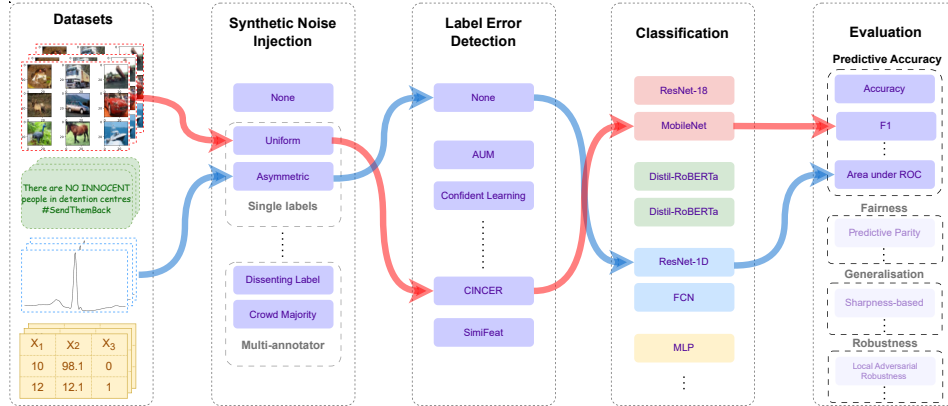 Datasets
There are NO INNOCENT
people in detention centres
#SendThemBack
X1 X2 X3
10 98.1 0
12 12.1 1
Synthetic Noise
Injection
None
Uniform
Asymmetric
Single labels
Dissenting Label
Crowd Majority
Multi-annotator
Label Error
Detection
None
AUM
Confident Learning
CINCER
SimiFeat
Classification
ResNet-18
MobileNet
Distil-RoBERTa
Distil-RoBERTa
ResNet-1D
FCN
MLP
Evaluation
Predictive Accuracy
Accuracy
F1
Area under ROC
Fairness
Predictive Parity
Generalisation
Sharpness-based
Robustness
Local Adversarial
Robustness